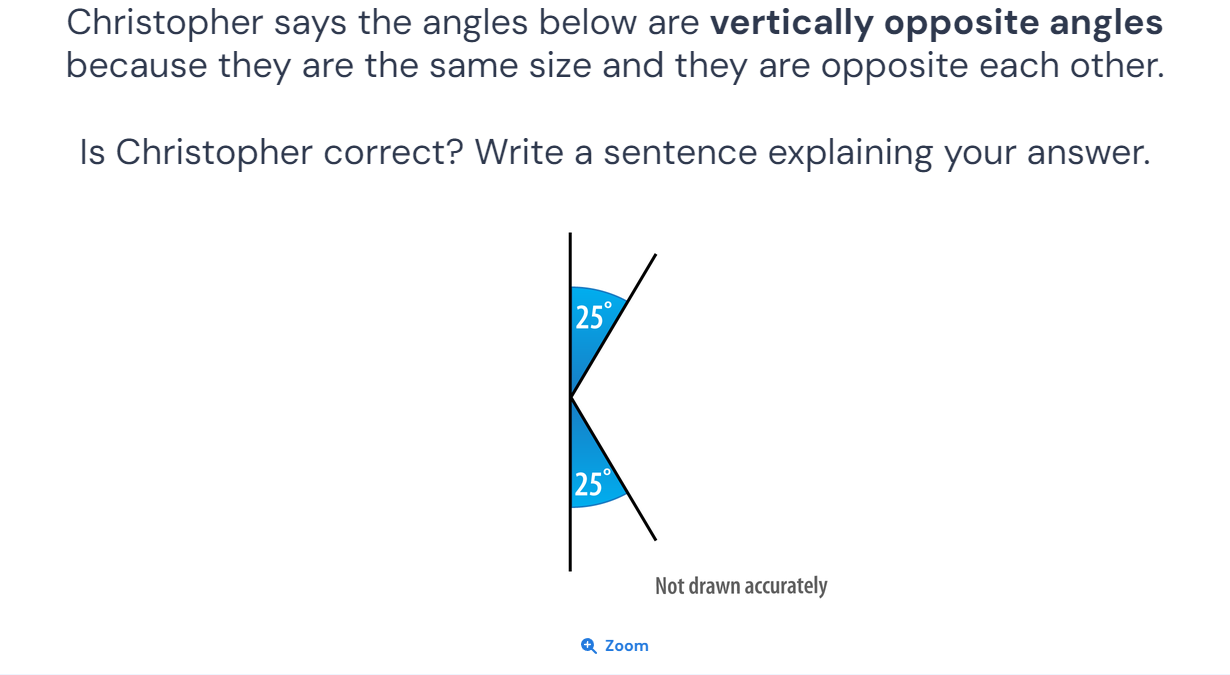 Christopher says the angles below are vertically opposite angles
because they are the same size and they are opposite each other.
Is Christopher correct? Write a sentence explaining your answer.
25°
25°
Not drawn accurately
Zoom